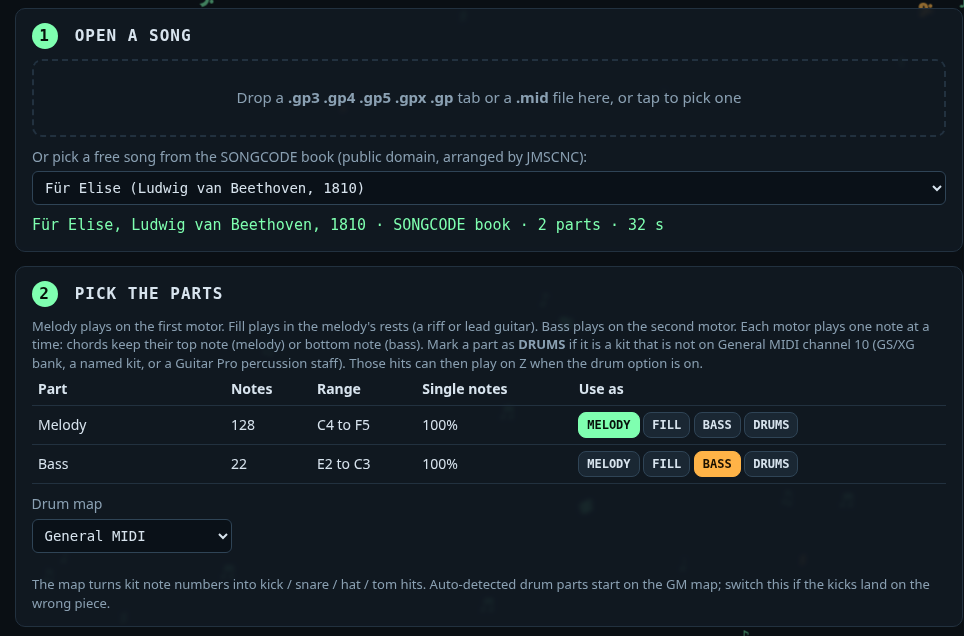 1 OPEN A SONG
Drop a .gp3 .gp4 .gp5 .gpx .gp tab or a .mid file here, or tap to pick one
Or pick a free song from the SONGCODE book (public domain, arranged by JMSCNC):
Für Elise (Ludwig van Beethoven, 1810)
Für Elise, Ludwig van Beethoven, 1810 · SONGCODE book · 2 parts · 32 s
2 PICK THE PARTS
Melody plays on the first motor. Fill plays in the melody's rests (a riff or lead guitar). Bass plays on the second motor. Each motor plays one note at a
time: chords keep their top note (melody) or bottom note (bass). Mark a part as DRUMS if it is a kit that is not on General MIDI channel 10 (GS/XG
bank, a named kit, or a Guitar Pro percussion staff). Those hits can then play on Z when the drum option is on.
Part Notes Range Single notes Use as
Melody 128 C4 to F5 100% MELODY FILL BASS DRUMS
Bass 22 E2 to C3 100% MELODY FILL BASS DRUMS
Drum map
General MIDI
The map turns kit note numbers into kick / snare / hat / tom hits. Auto-detected drum parts start on the GM map; switch this if the kicks land on the
wrong piece.